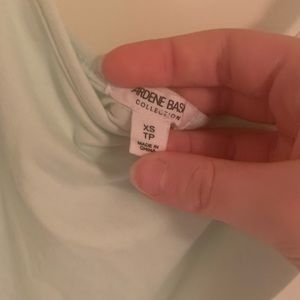 ARDENE BASI
COLLECTION
XS
TP
MADE IN
CHINA